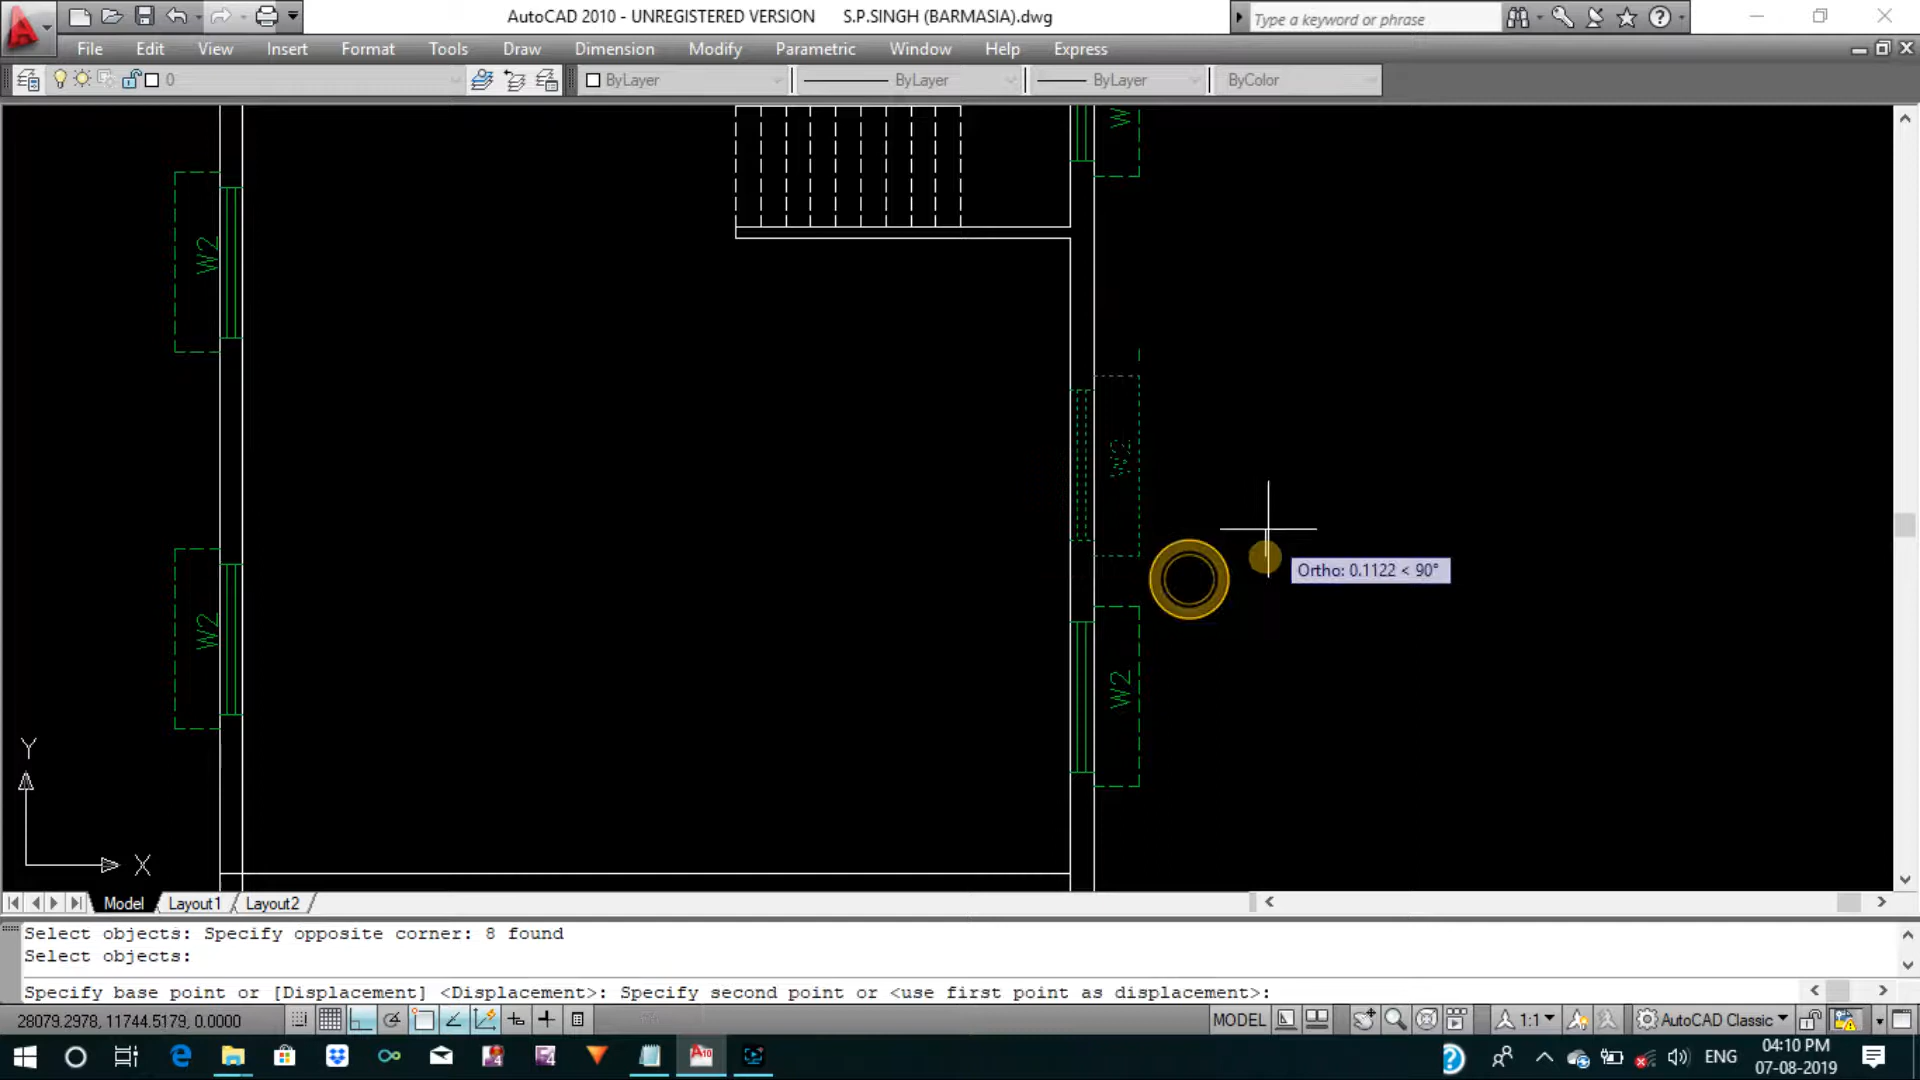 AutoCAD 2010 - UNREGISTERED VERSION S.P.SINGH (BARMASIA).dwg
Type a keyword or phrase
File Edit View Insert Format Tools Draw Dimension Modify Parametric Window Help Express
0 ByLayer ByLayer ByLayer ByColor
W
W2
W2
Ortho: 0.1122 < 90°
W2
W2
Y
X
Model Layout1 Layout2
Select objects: Specify opposite corner: 8 found
Select objects:
Specify base point or [Displacement] <Displacement>: Specify second point or <use first point as displacement>:
28079.2978, 11744.5179, 0.0000 MODEL 1:1 AutoCAD Classic
ENG 04:10 PM
07-08-2019